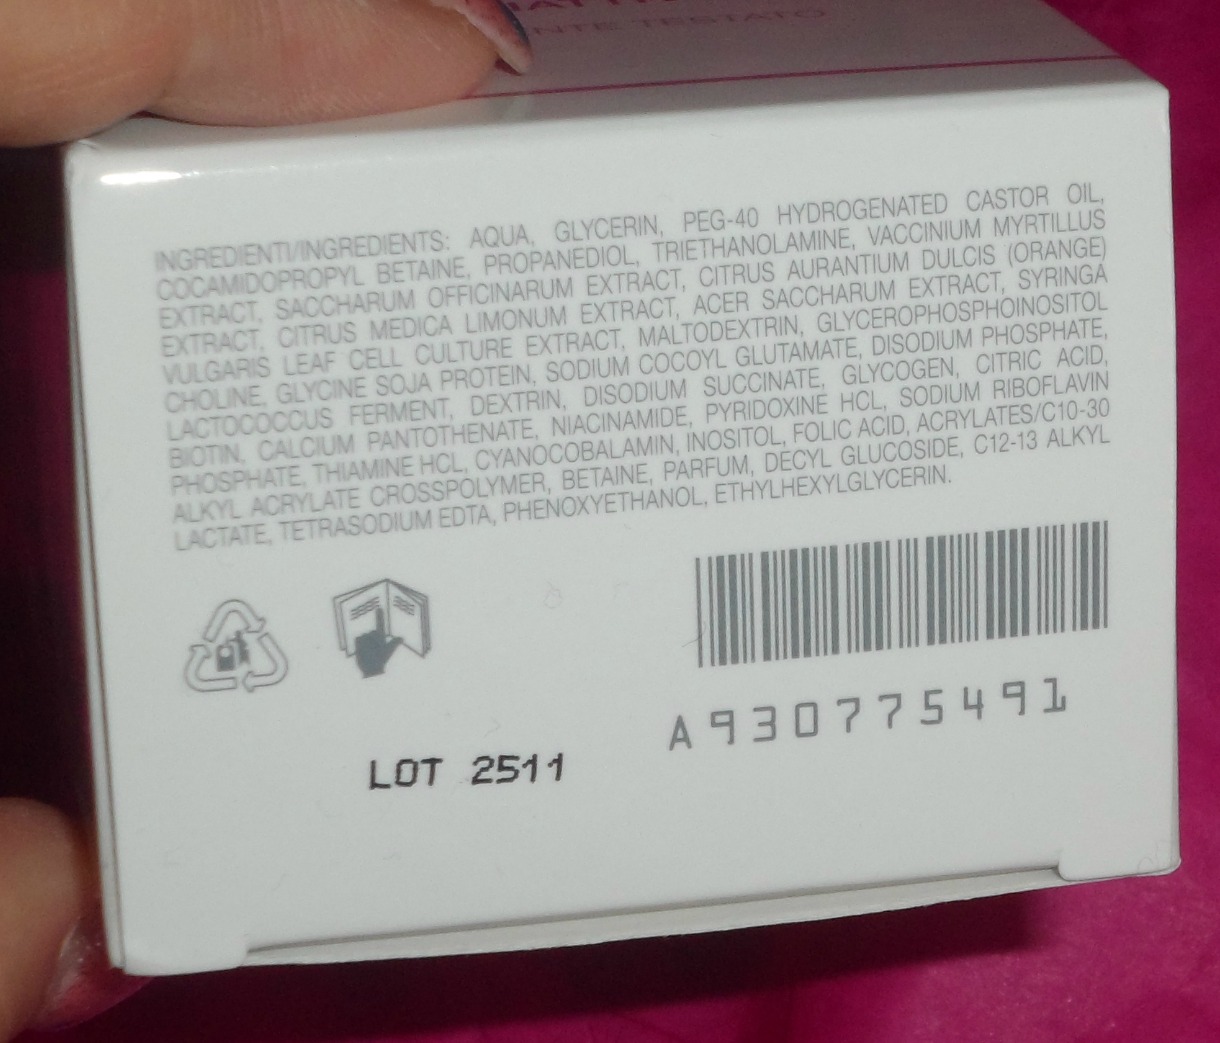 NTE TESTATO
INGREDIENTI/INGREDIENTS: AQUA, GLYCERIN, PEG-40 HYDROGENATED CASTOR OIL,
COCAMIDOPROPYL BETAINE, PROPANEDIOL, TRIETHANOLAMINE, VACCINIUM MYRTILLUS
EXTRACT, SACCHARUM OFFICINARUM EXTRACT, CITRUS AURANTIUM DULCIS (ORANGE)
EXTRACT, CITRUS MEDICA LIMONUM EXTRACT, ACER SACCHARUM EXTRACT, SYRINGA
VULGARIS LEAF CELL CULTURE EXTRACT, MALTODEXTRIN, GLYCEROPHOSPHOINOSITOL
CHOLINE, GLYCINE SOJA PROTEIN, SODIUM COCOYL GLUTAMATE, DISODIUM PHOSPHATE,
LACTOCOCCUS FERMENT, DEXTRIN, DISODIUM SUCCINATE, GLYCOGEN, CITRIC ACID,
BIOTIN, CALCIUM PANTOTHENATE, NIACINAMIDE, PYRIDOXINE HCL, SODIUM RIBOFLAVIN
PHOSPHATE, THIAMINE HCL, CYANOCOBALAMIN, INOSITOL, FOLIC ACID, ACRYLATES/C10-30
ALKYL ACRYLATE CROSSPOLYMER, BETAINE, PARFUM, DECYL GLUCOSIDE, C12-13 ALKYL
LACTATE, TETRASODIUM EDTA, PHENOXYETHANOL, ETHYLHEXYLGLYCERIN.
A930775491
LOT 2511